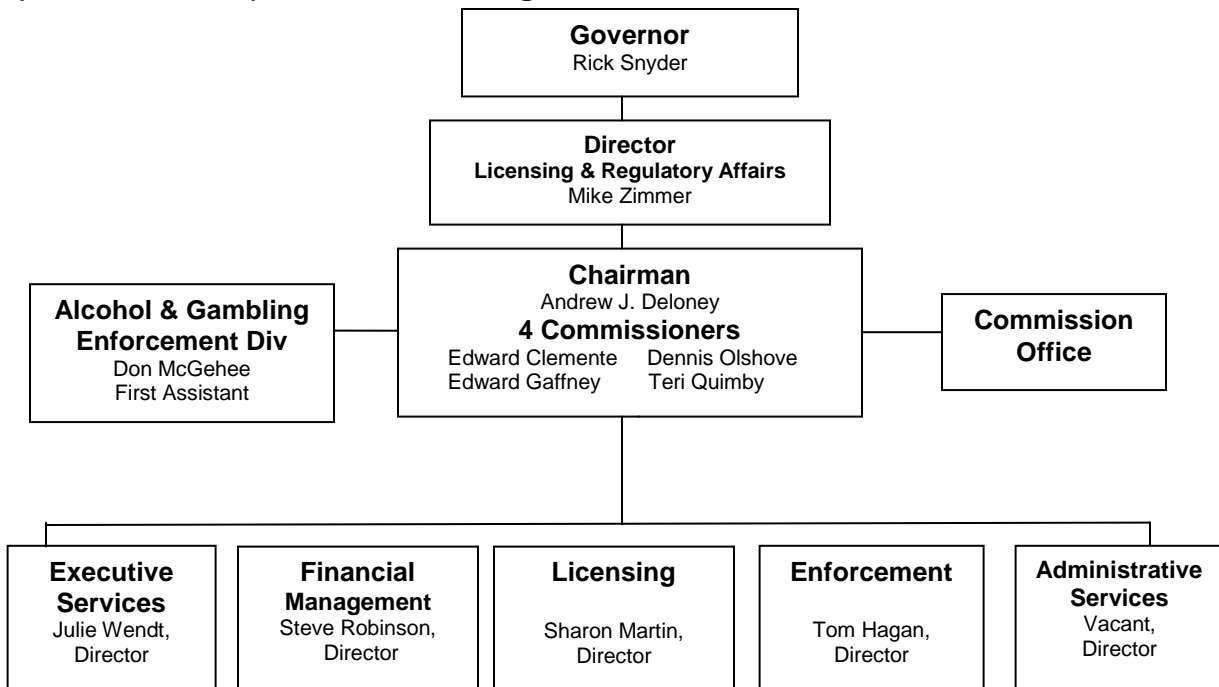 Governor
Rick Snyder
Director
Licensing & Regulatory Affairs
Mike Zimmer
Chairman
Andrew J. Deloney
4 Commissioners
Edward Clemente Dennis Olshove
Edward Gaffney Teri Quimby
Alcohol & Gambling
Enforcement Div
Don McGehee
First Assistant
Commission
Office
Executive
Services
Julie Wendt,
Director
Financial
Management
Steve Robinson,
Director
Licensing
Sharon Martin,
Director
Enforcement
Tom Hagan,
Director
Administrative
Services
Vacant,
Director